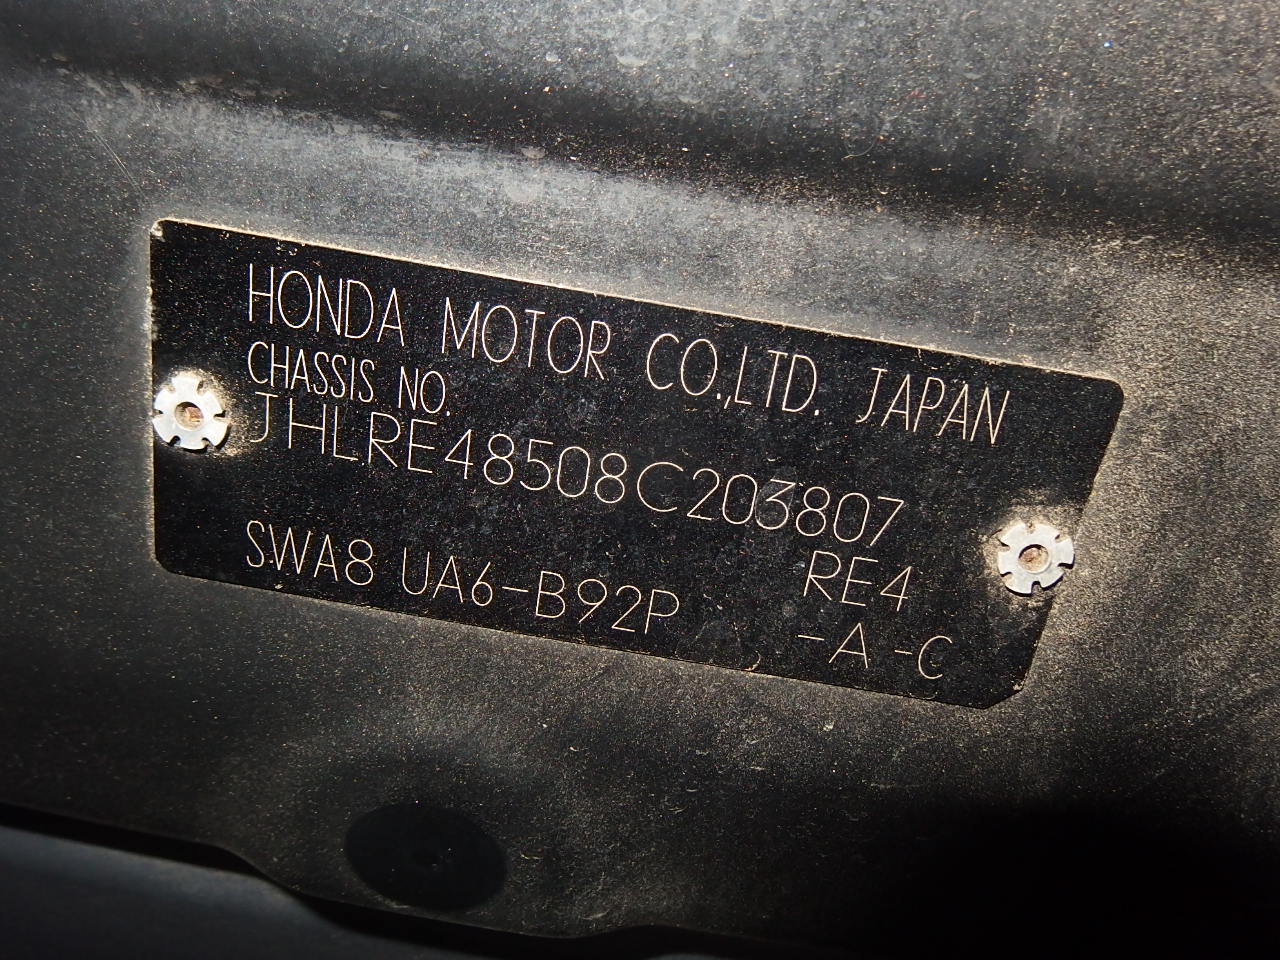 HONDA MOTOR CO.,LTD. JAPAN
CHASSIS NO.
JHLRE48508C203807
RE4
SWA8 UA6-B92P
-A-C